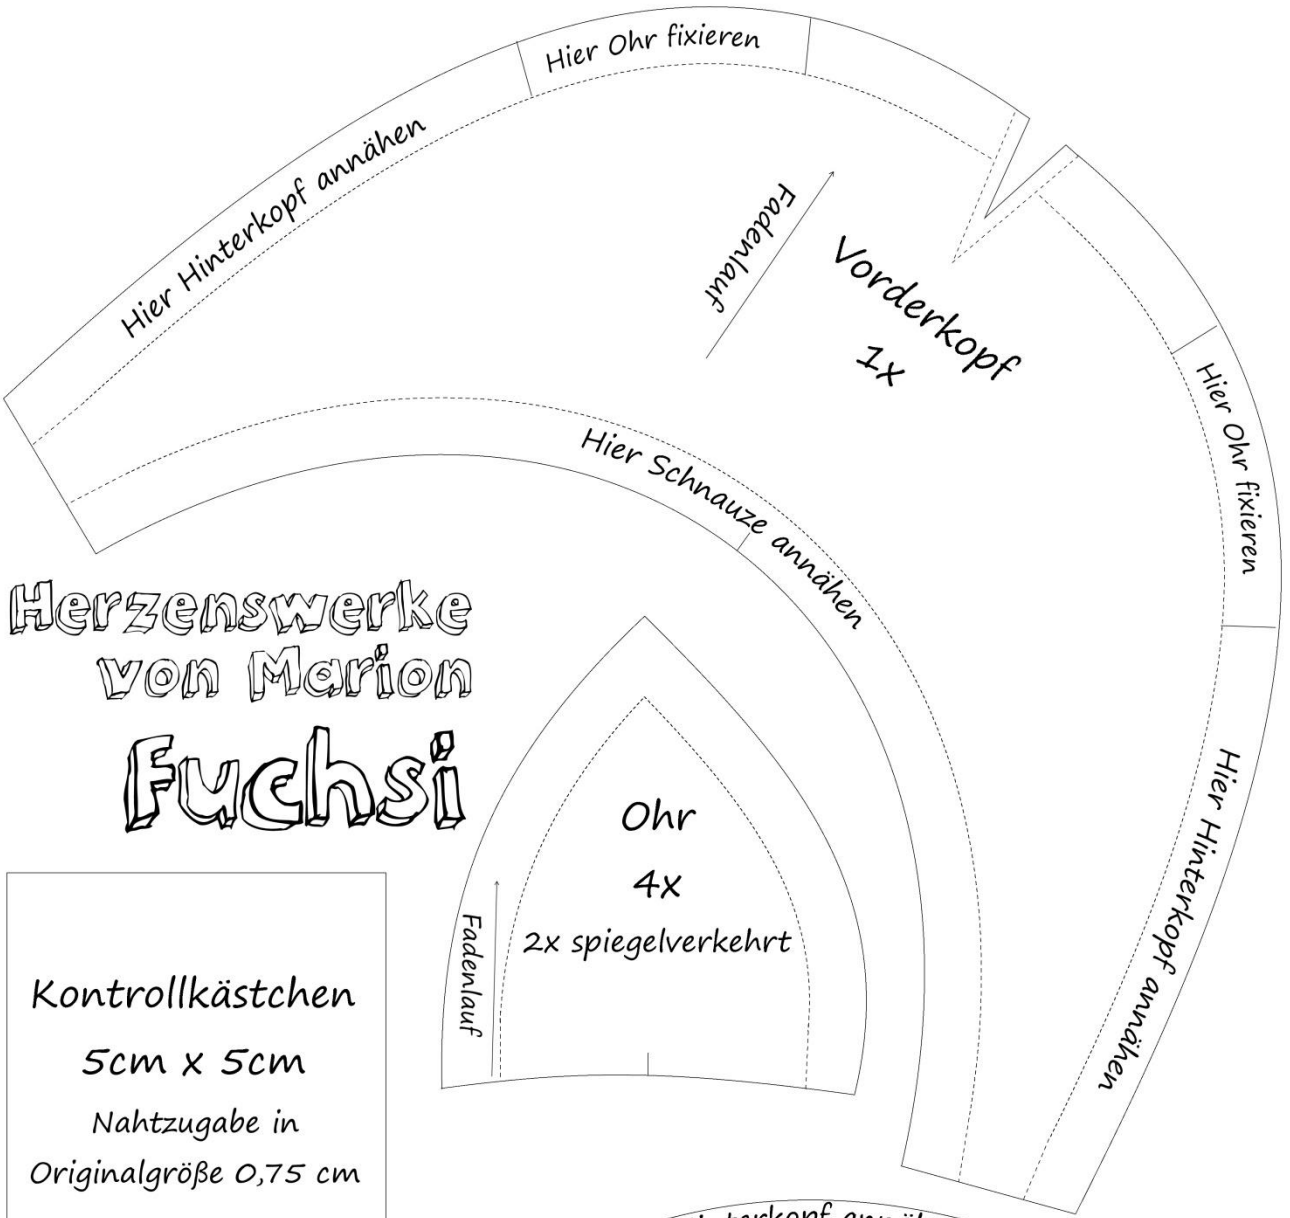 Hier Ohr fixieren
Hier Hinterkopf annähen
Fadenlauf
Vorderkopf
1x
Hier Ohr fixieren
Hier Schnauze annähen
Hier Hinterkopf annähen
Herzenswerke
von Marion
Fuchsi
Ohr
4x
2x spiegelverkehrt
Fadenlauf
Kontrollkästchen
5cm x 5cm
Nahtzugabe in
Originalgröße 0,75 cm